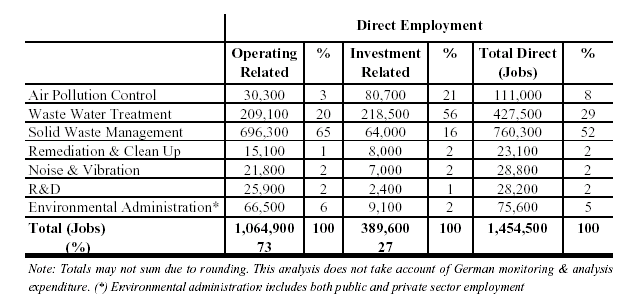 Direct Employment
Operating Related % Investment Related % Total Direct (Jobs) %
Air Pollution Control 30,300 3 80,700 21 111,000 8
Waste Water Treatment 209,100 20 218,500 56 427,500 29
Solid Waste Management 696,300 65 64,000 16 760,300 52
Remediation & Clean Up 15,100 1 8,000 2 23,100 2
Noise & Vibration 21,800 2 7,000 2 28,800 2
R&D 25,900 2 2,400 1 28,200 2
Environmental Administration* 66,500 6 9,100 2 75,600 5
Total (Jobs) 1,064,900 100 389,600 100 1,454,500 100
(%) 73 27
Note: Totals may not sum due to rounding. This analysis does not take account of German monitoring & analysis
expenditure. (*) Environmental administration includes both public and private sector employment